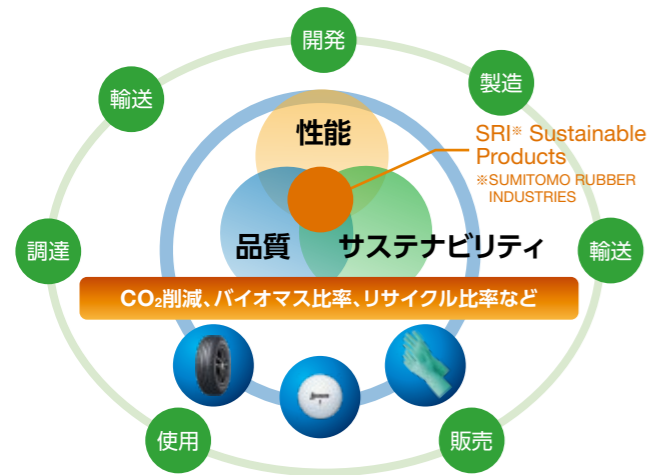 開発
輸送
製造
性能
SRI※ Sustainable
Products
※SUMITOMO RUBBER
INDUSTRIES
調達
品質
サステナビリティ
輸送
CO₂削減、バイオマス比率、リサイクル比率など
使用
販売